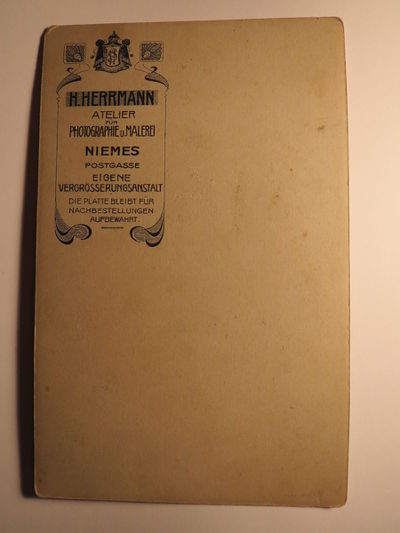 H. HERRMANN
ATELIER
FÜR
PHOTOGRAPHIE U. MALEREI
NIEMES
POSTGASSE
EIGENE
VERGRÖSSERUNGSANSTALT
DIE PLATTE BLEIBT FÜR
NACHBESTELLUNGEN
AUFBEWAHRT.